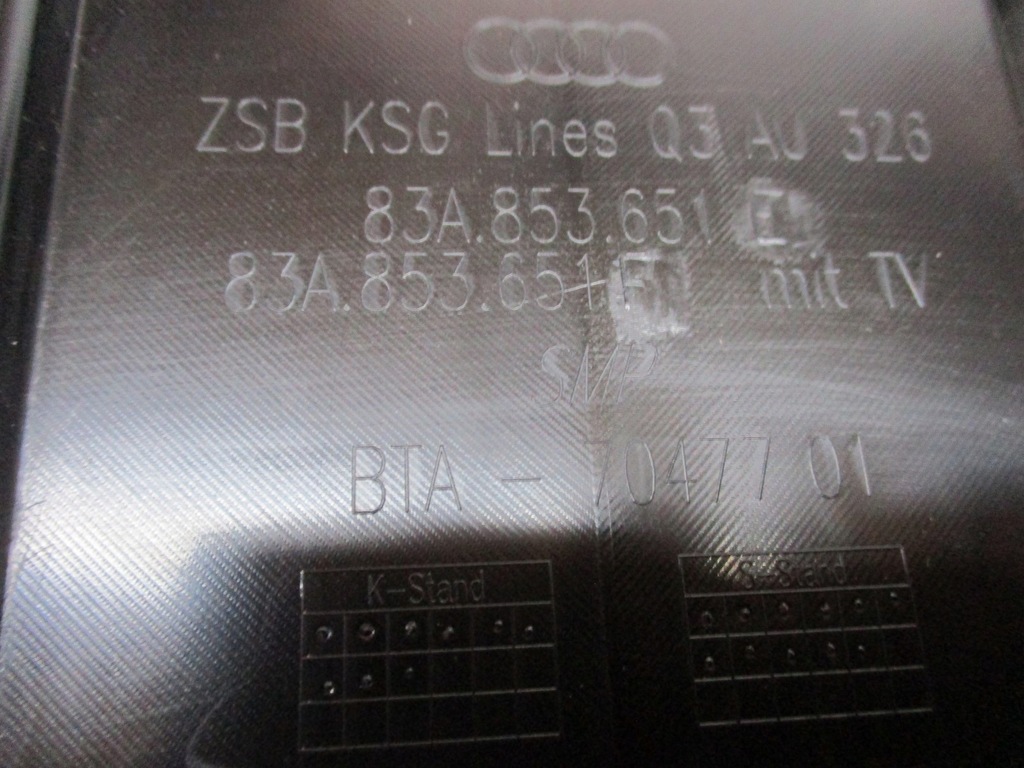 ZSB KSG Lines Q3 AU 326
83A.853.651
83A.853.651 mit TV
SMP
BTA - 70477 01
K-Stand
S-Stand